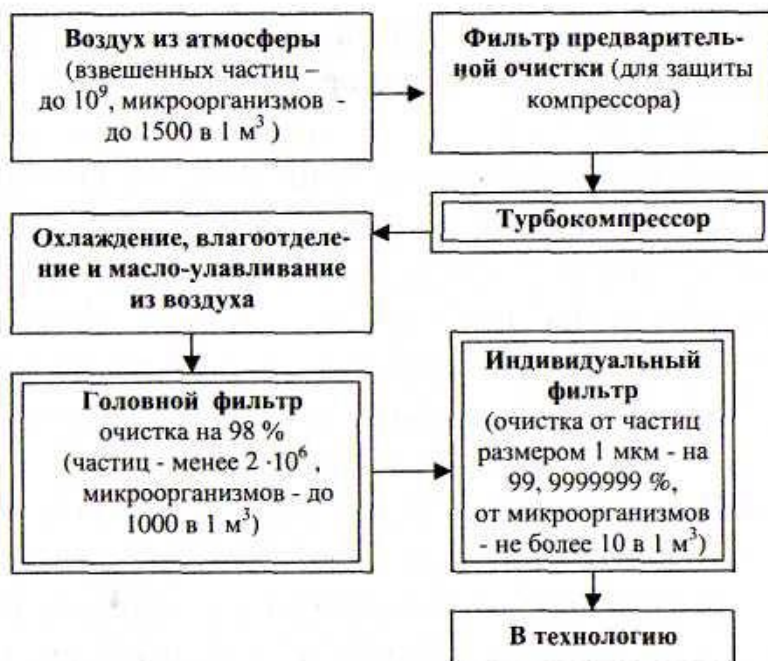 Воздух из атмосферы
(взвешенных частиц –
до 10⁹, микроорганизмов -
до 1500 в 1 м³ )
Фильтр предваритель-
ной очистки (для защиты
компрессора)
Турбокомпрессор
Охлаждение, влагоотделе-
ние и масло-улавливание
из воздуха
Головной фильтр
очистка на 98 %
(частиц - менее 2 ·10⁶ ,
микроорганизмов - до
1000 в 1 м³)
Индивидуальный
фильтр
(очистка от частиц
размером 1 мкм - на
99, 9999999 %,
от микроорганизмов
- не более 10 в 1 м³)
В технологию